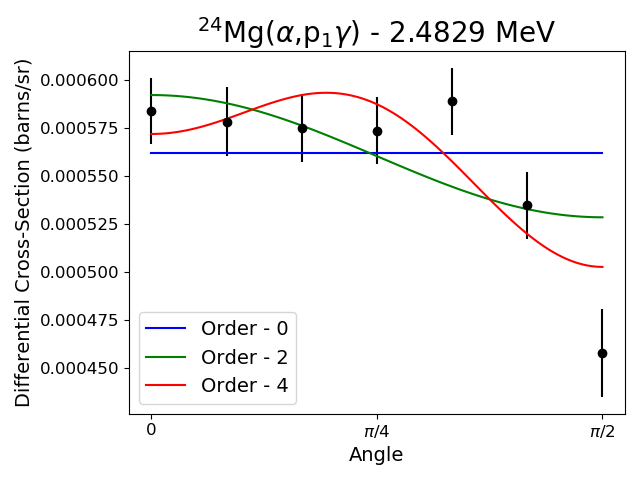 ²⁴Mg(α,p₁γ) - 2.4829 MeV
Differential Cross-Section (barns/sr)
0.000600
0.000575
0.000550
0.000525
0.000500
0.000475
0.000450
Order - 0
Order - 2
Order - 4
0 π/4 π/2
Angle